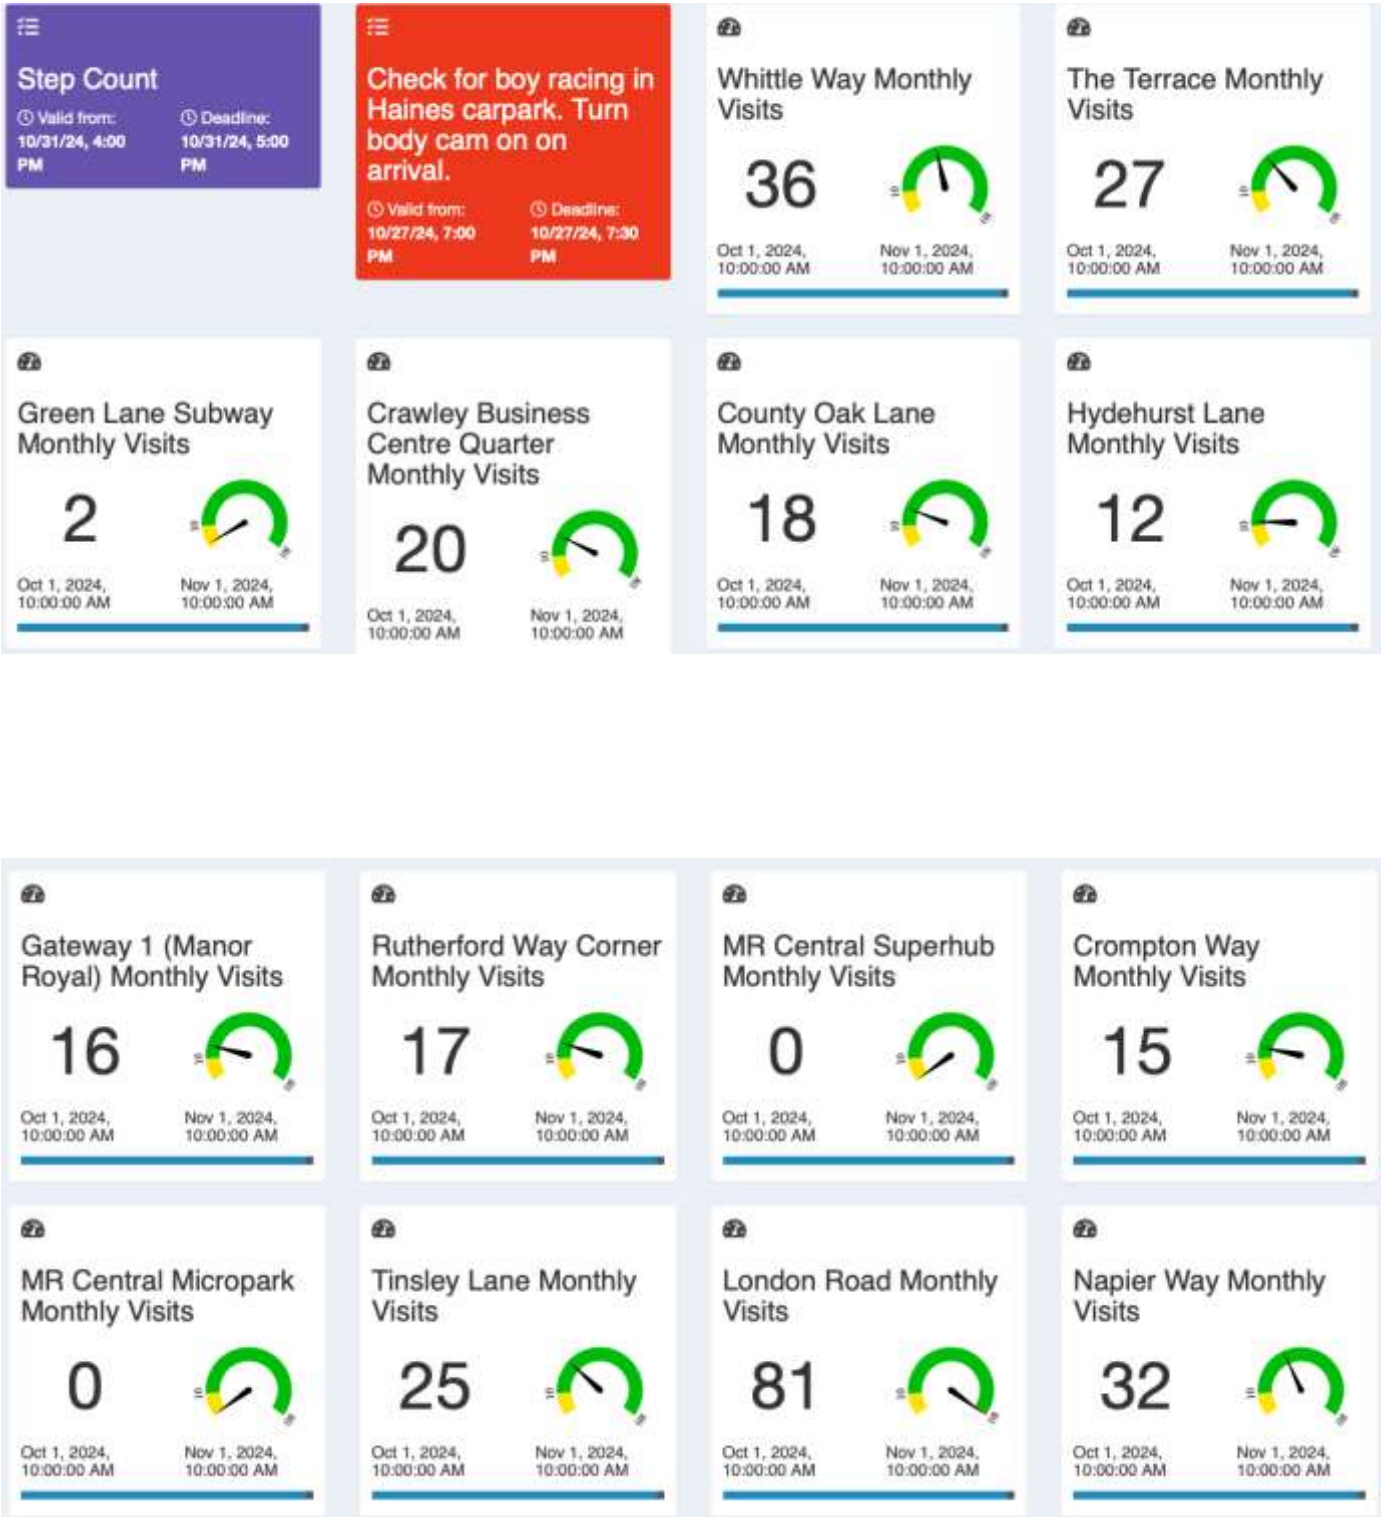 Step Count
Valid from:
10/31/24, 4:00
PM
Deadline:
10/31/24, 5:00
PM
Check for boy racing in
Haines carpark. Turn
body cam on on
arrival.
Valid from:
10/27/24, 7:00
PM
Deadline:
10/27/24, 7:30
PM
Whittle Way Monthly
Visits
36
10
Oct 1, 2024,
10:00:00 AM
Nov 1, 2024,
10:00:00 AM
The Terrace Monthly
Visits
27
10
Oct 1, 2024,
10:00:00 AM
Nov 1, 2024,
10:00:00 AM
Green Lane Subway
Monthly Visits
2
10
Oct 1, 2024,
10:00:00 AM
Nov 1, 2024,
10:00:00 AM
Crawley Business
Centre Quarter
Monthly Visits
20
10
Oct 1, 2024,
10:00:00 AM
Nov 1, 2024,
10:00:00 AM
County Oak Lane
Monthly Visits
18
10
Oct 1, 2024,
10:00:00 AM
Nov 1, 2024,
10:00:00 AM
Hydehurst Lane
Monthly Visits
12
10
Oct 1, 2024,
10:00:00 AM
Nov 1, 2024,
10:00:00 AM
Gateway 1 (Manor
Royal) Monthly Visits
16
10
Oct 1, 2024,
10:00:00 AM
Nov 1, 2024,
10:00:00 AM
Rutherford Way Corner
Monthly Visits
17
10
Oct 1, 2024,
10:00:00 AM
Nov 1, 2024,
10:00:00 AM
MR Central Superhub
Monthly Visits
0
10
Oct 1, 2024,
10:00:00 AM
Nov 1, 2024,
10:00:00 AM
Crompton Way
Monthly Visits
15
10
Oct 1, 2024,
10:00:00 AM
Nov 1, 2024,
10:00:00 AM
MR Central Micropark
Monthly Visits
0
10
Oct 1, 2024,
10:00:00 AM
Nov 1, 2024,
10:00:00 AM
Tinsley Lane Monthly
Visits
25
10
Oct 1, 2024,
10:00:00 AM
Nov 1, 2024,
10:00:00 AM
London Road Monthly
Visits
81
10
Oct 1, 2024,
10:00:00 AM
Nov 1, 2024,
10:00:00 AM
Napier Way Monthly
Visits
32
10
Oct 1, 2024,
10:00:00 AM
Nov 1, 2024,
10:00:00 AM